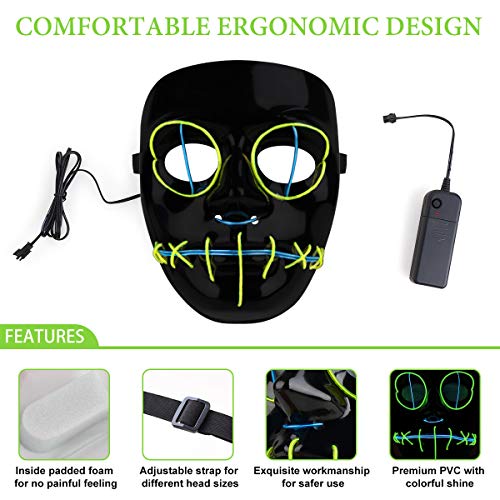 COMFORTABLE ERGONOMIC DESIGN
FEATURES
Inside padded foam
for no painful feeling
Adjustable strap for
different head sizes
Exquisite workmanship
for safer use
Premium PVC with
colorful shine